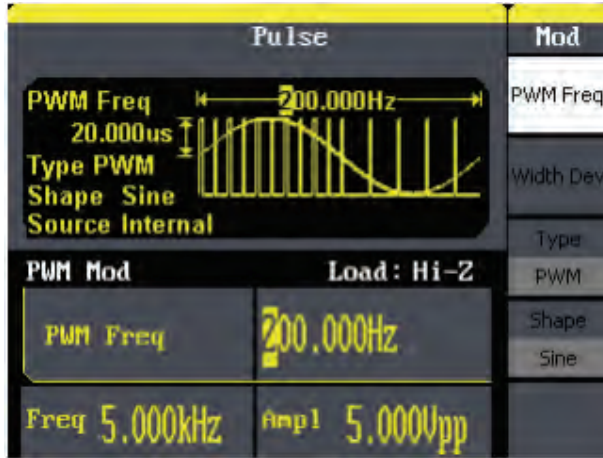 Pulse
Mod
PWM Freq
200.000Hz
20.000us
Type PWM
Shape Sine
Source Internal
PWM Mod
Load: Hi-Z
PWM Freq
200.000Hz
Freq 5.000kHz
Ampl 5.000Vpp
PWM Freq
Width Dev
Type
PWM
Shape
Sine